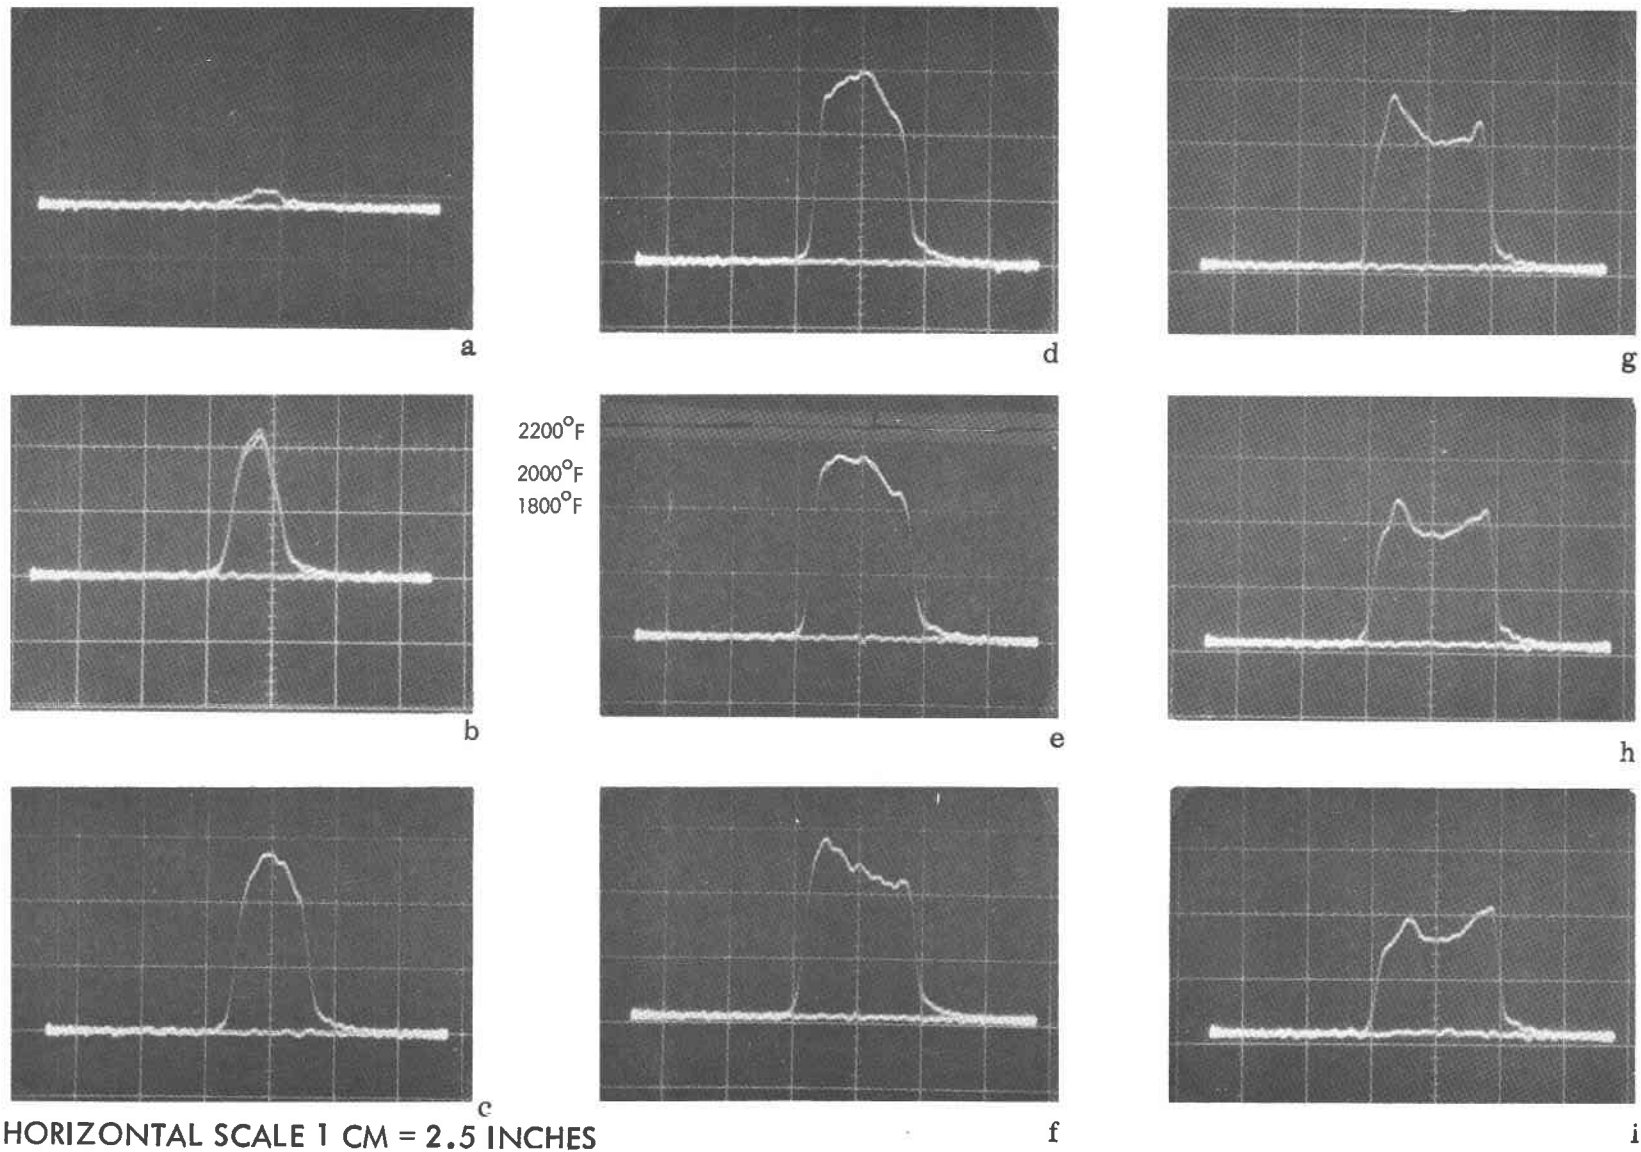 a
d
g
b
2200°F
2000°F
1800°F
e
h
c
f
i
HORIZONTAL SCALE 1 CM = 2.5 INCHES